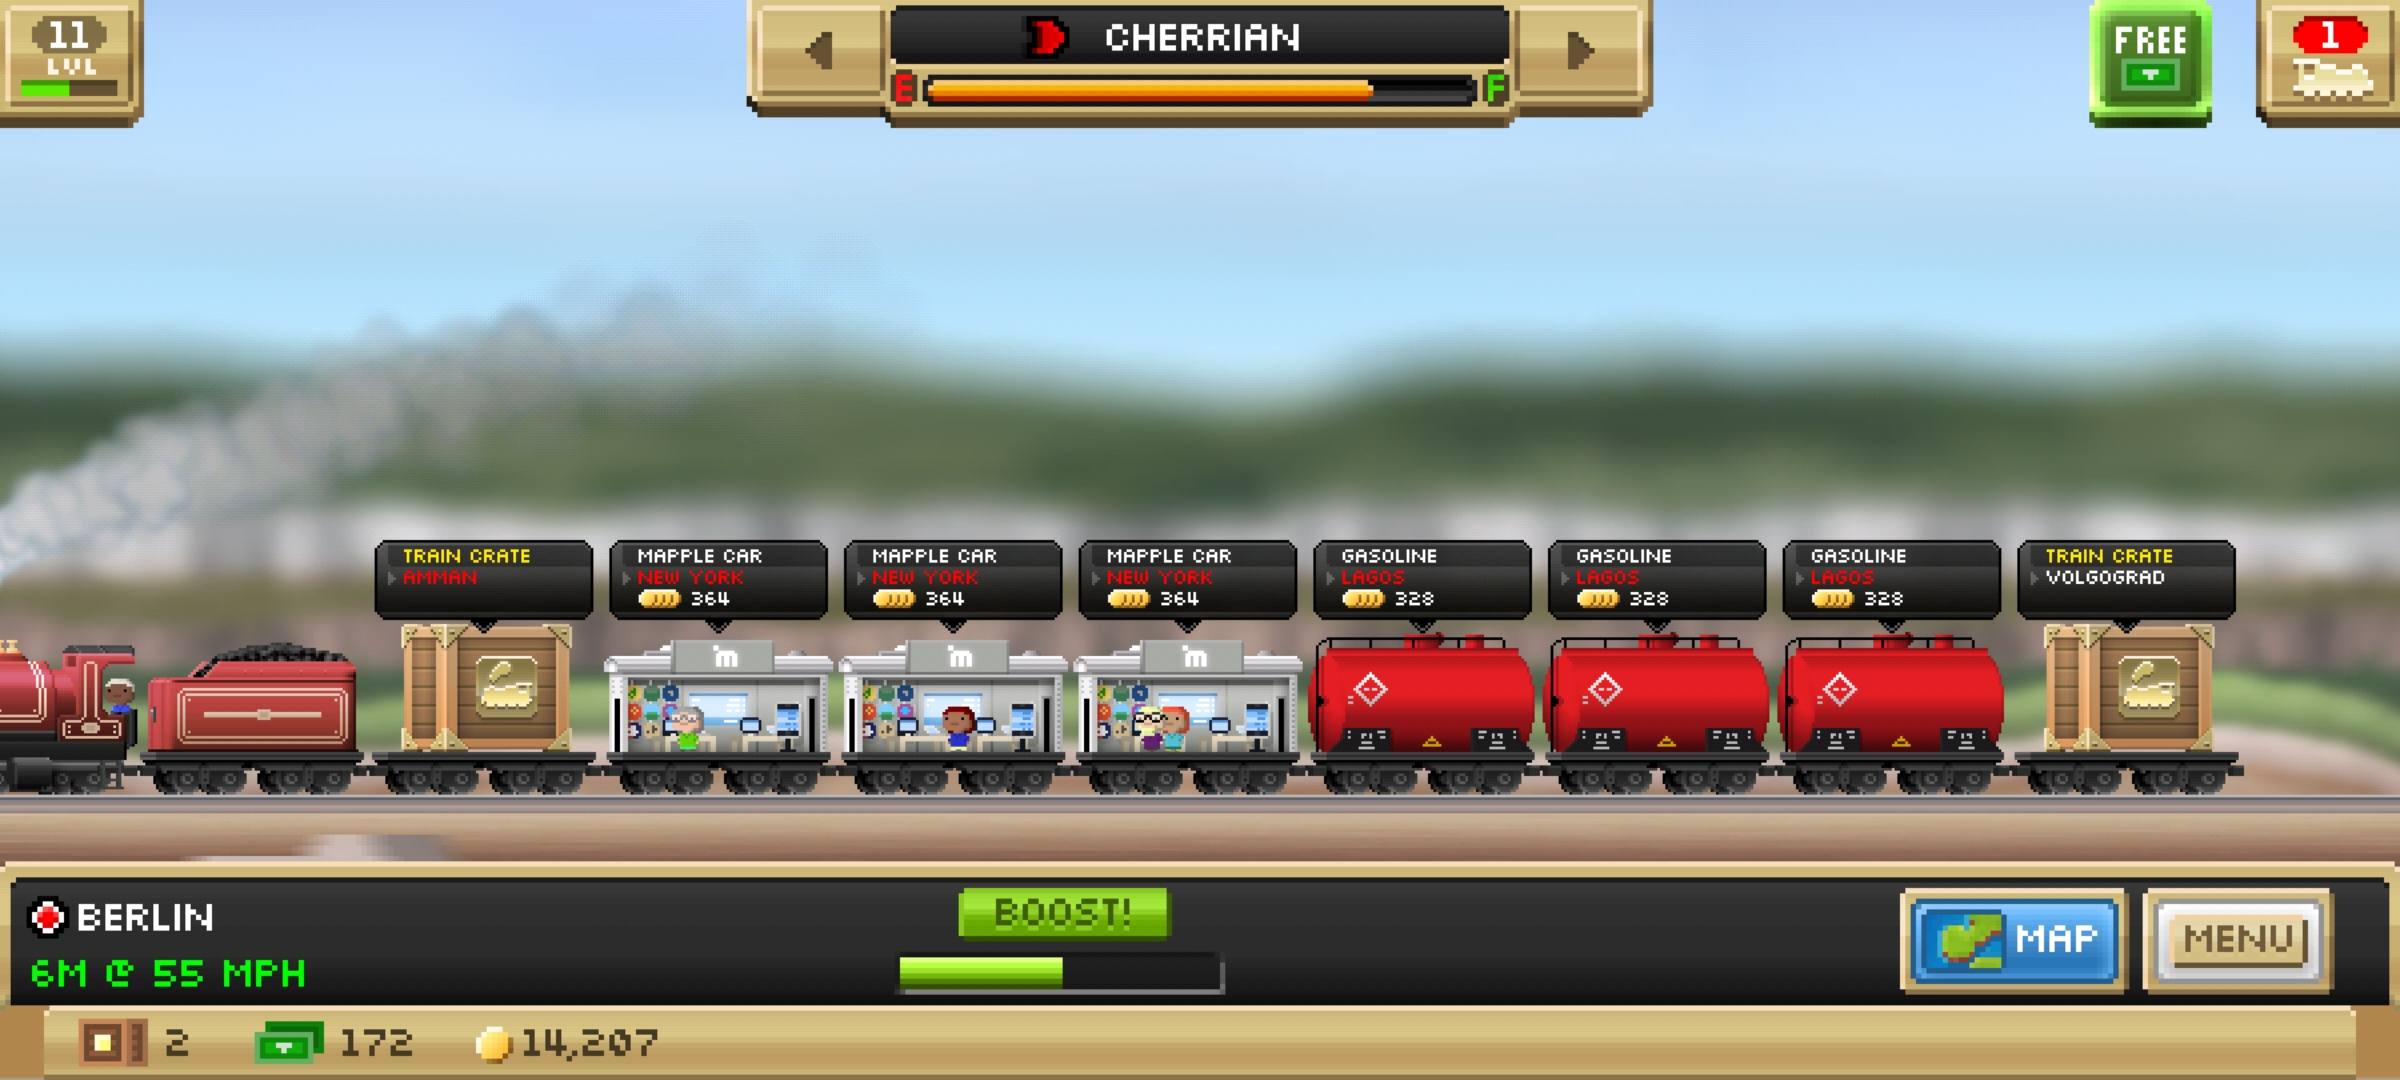 11
LVL
CHERRIAN
E F
FREE
1
TRAIN CRATE
AMMAN
MAPPLE CAR
NEW YORK
364
MAPPLE CAR
NEW YORK
364
MAPPLE CAR
NEW YORK
364
GASOLINE
LAGOS
328
GASOLINE
LAGOS
328
GASOLINE
LAGOS
328
TRAIN CRATE
VOLGOGRAD
m
m
m
BERLIN
6M @ 55 MPH
BOOST!
MAP
MENU
2
172
14,207